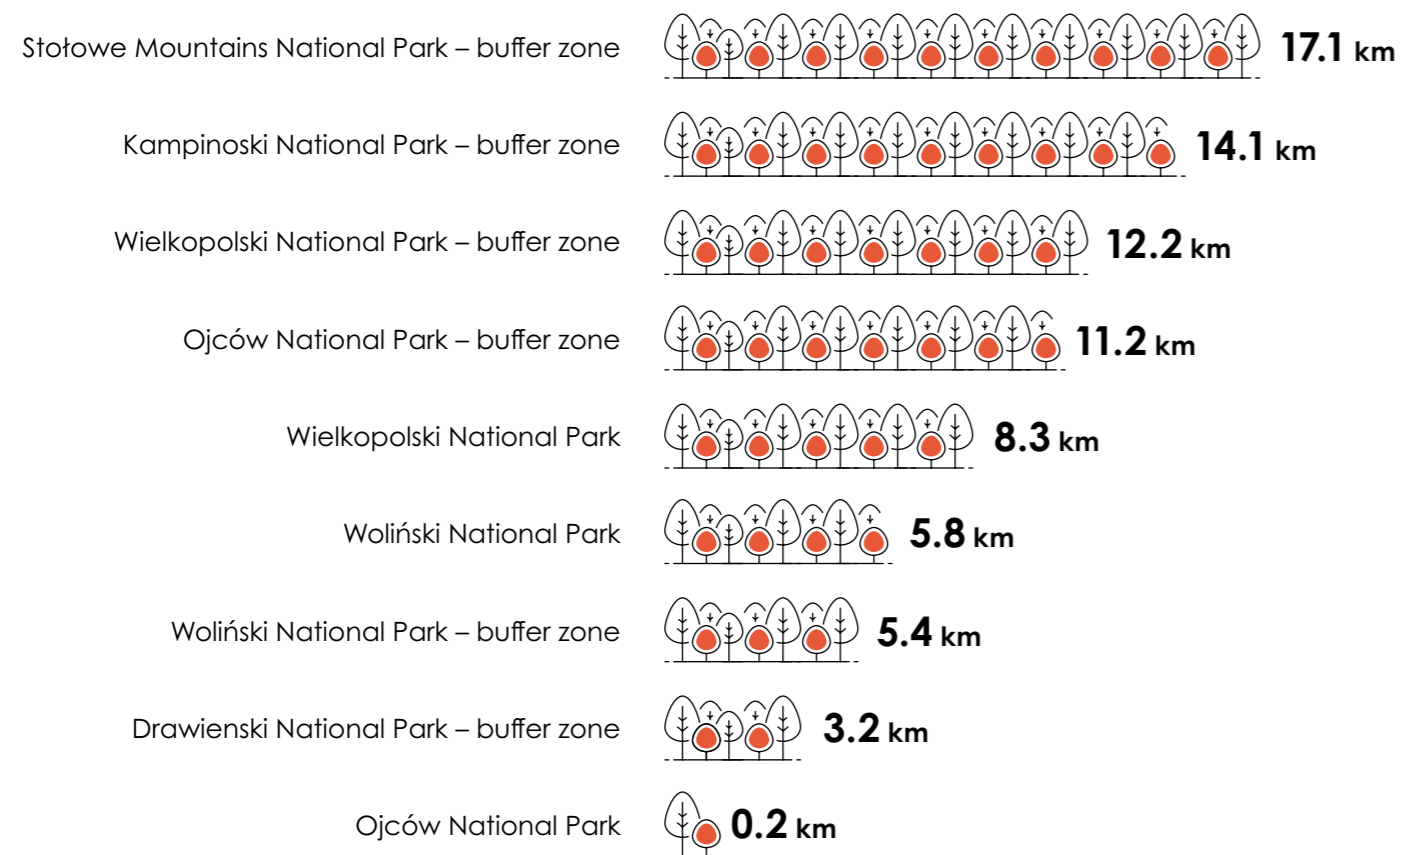 Stołowe Mountains National Park – buffer zone 17.1 km
Kampinoski National Park – buffer zone 14.1 km
Wielkopolski National Park – buffer zone 12.2 km
Ojców National Park – buffer zone 11.2 km
Wielkopolski National Park 8.3 km
Woliński National Park 5.8 km
Woliński National Park – buffer zone 5.4 km
Drawienski National Park – buffer zone 3.2 km
Ojców National Park 0.2 km